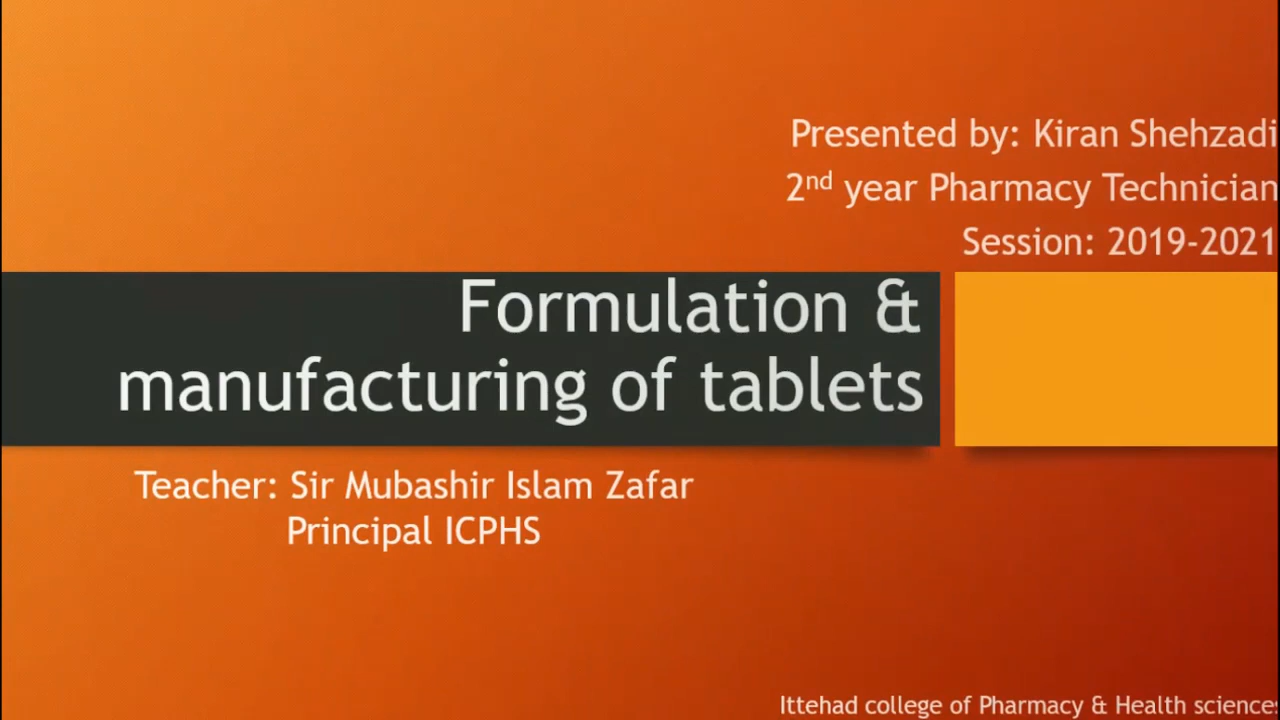 Presented by: Kiran Shehzadi
2nd year Pharmacy Technician
Session: 2019-2021
Formulation &
manufacturing of tablets
Teacher: Sir Mubashir Islam Zafar
Principal ICPHS
Ittehad college of Pharmacy & Health sciences